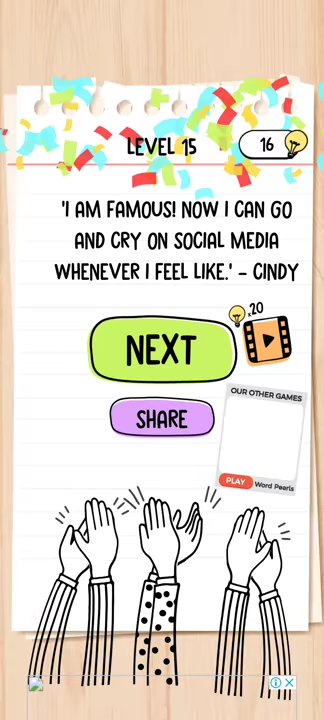 LEVEL 15
16
'I AM FAMOUS! NOW I CAN GO
AND CRY ON SOCIAL MEDIA
WHENEVER I FEEL LIKE.' – CINDY
x20
NEXT
SHARE
OUR OTHER GAMES
PLAY Word Pearls